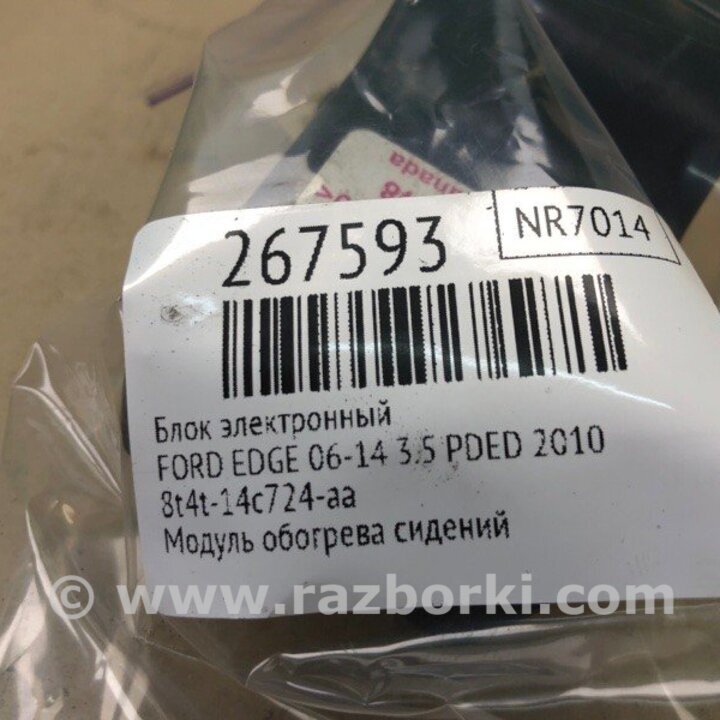 anada
267593
NR7014
Блок электронный
FORD EDGE 06-14 3.5 PDED 2010
8t4t-14c724-aa
Модуль обогрева сидений
© www.razborki.com